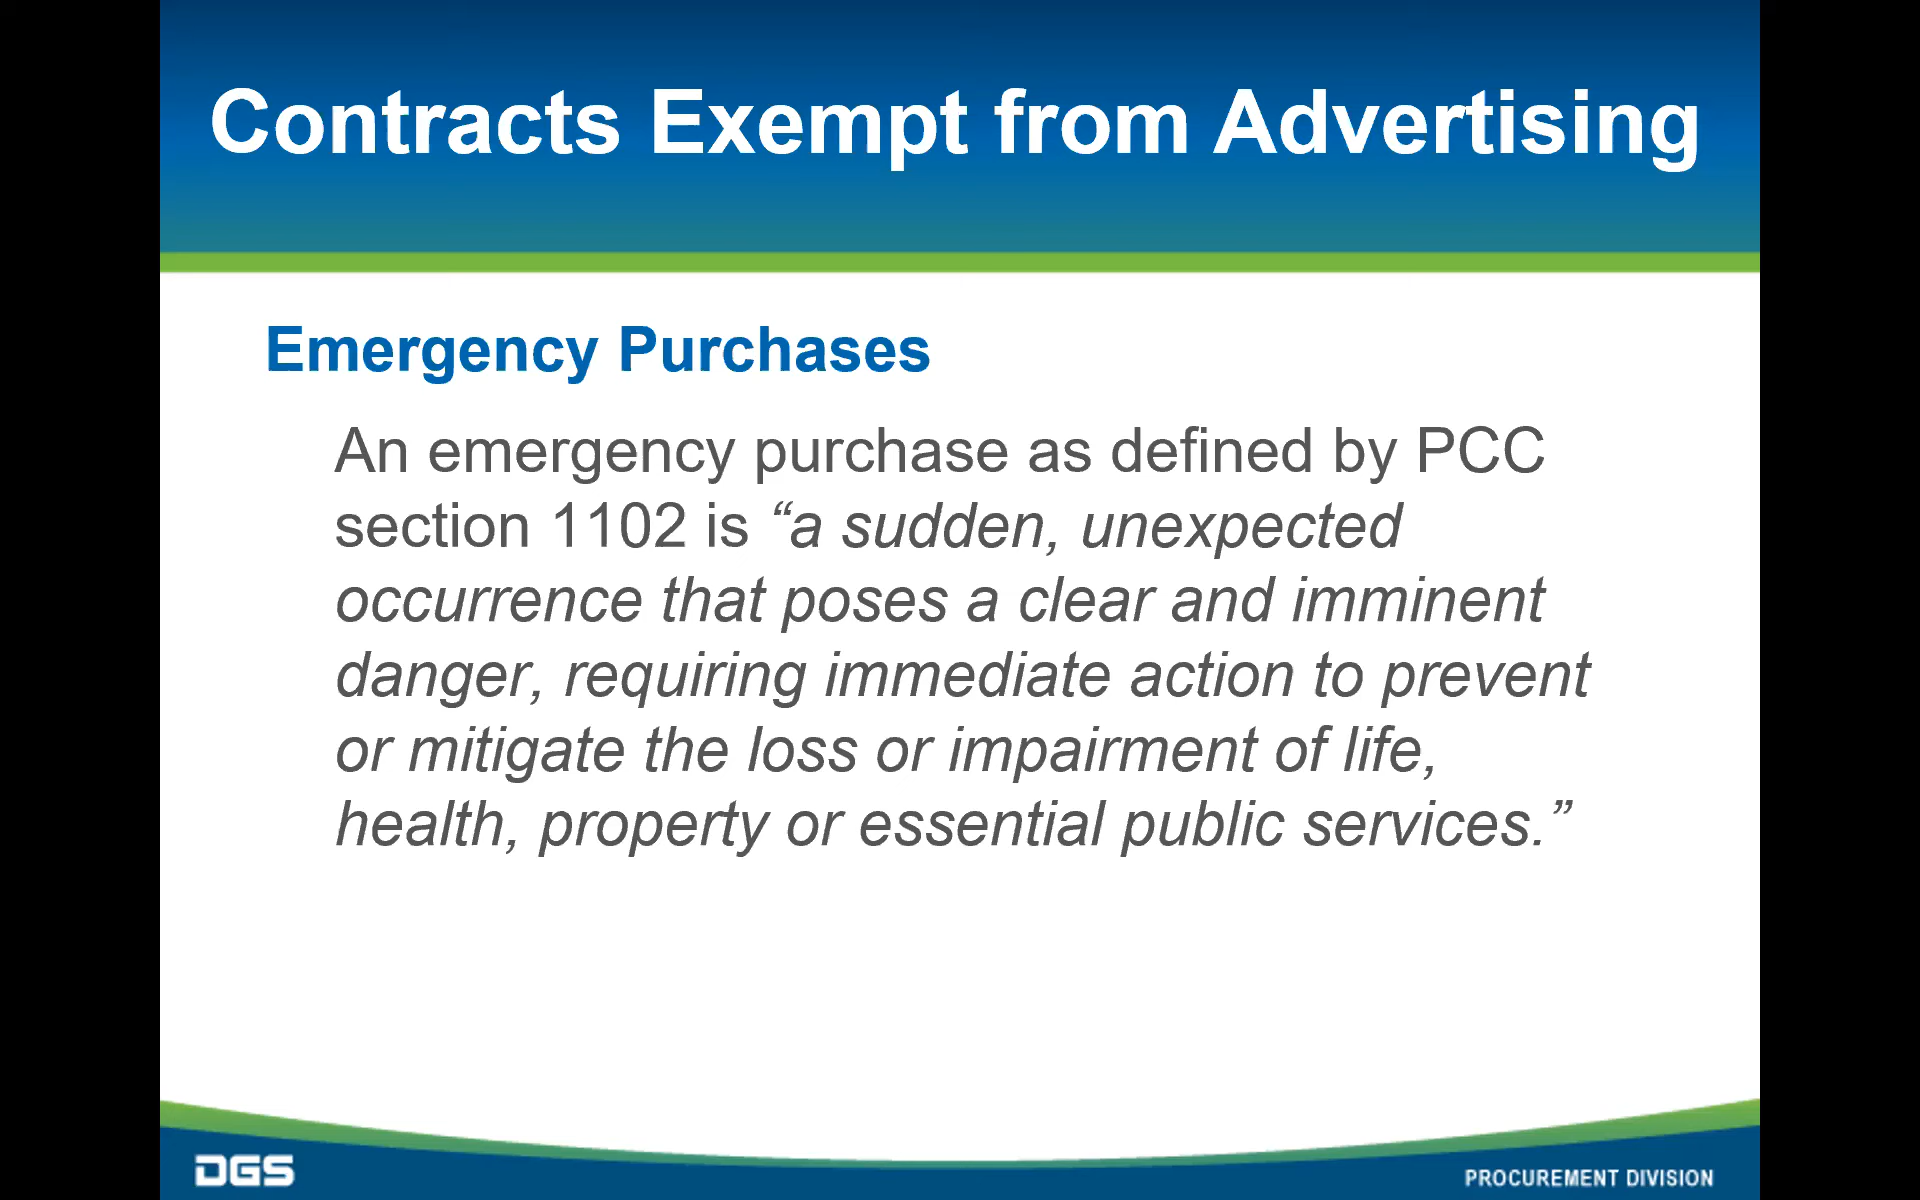 Contracts Exempt from Advertising
Emergency Purchases
An emergency purchase as defined by PCC
section 1102 is “a sudden, unexpected
occurrence that poses a clear and imminent
danger, requiring immediate action to prevent
or mitigate the loss or impairment of life,
health, property or essential public services.”
DGS
PROCUREMENT DIVISION